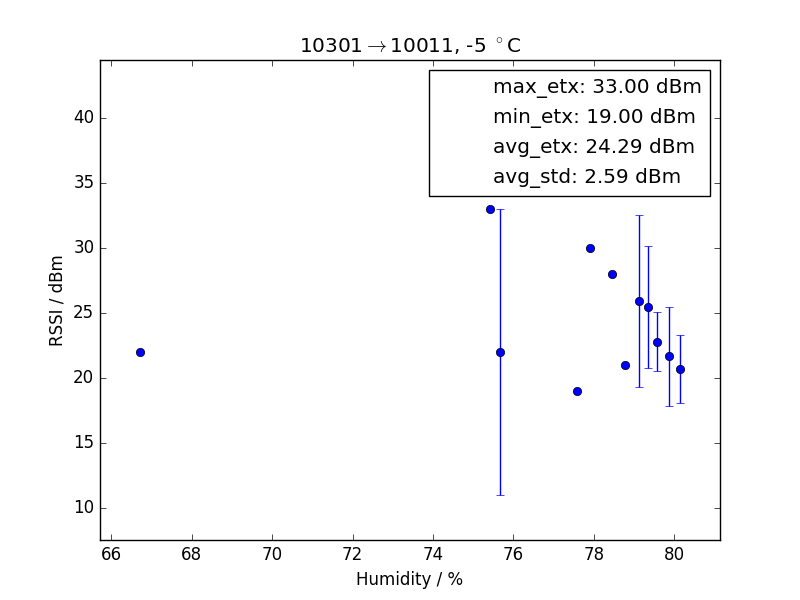 10301→10011, -5 °C
max_etx: 33.00 dBm
min_etx: 19.00 dBm
avg_etx: 24.29 dBm
avg_std: 2.59 dBm
RSSI / dBm
40
35
30
25
20
15
10
66 68 70 72 74 76 78 80
Humidity / %